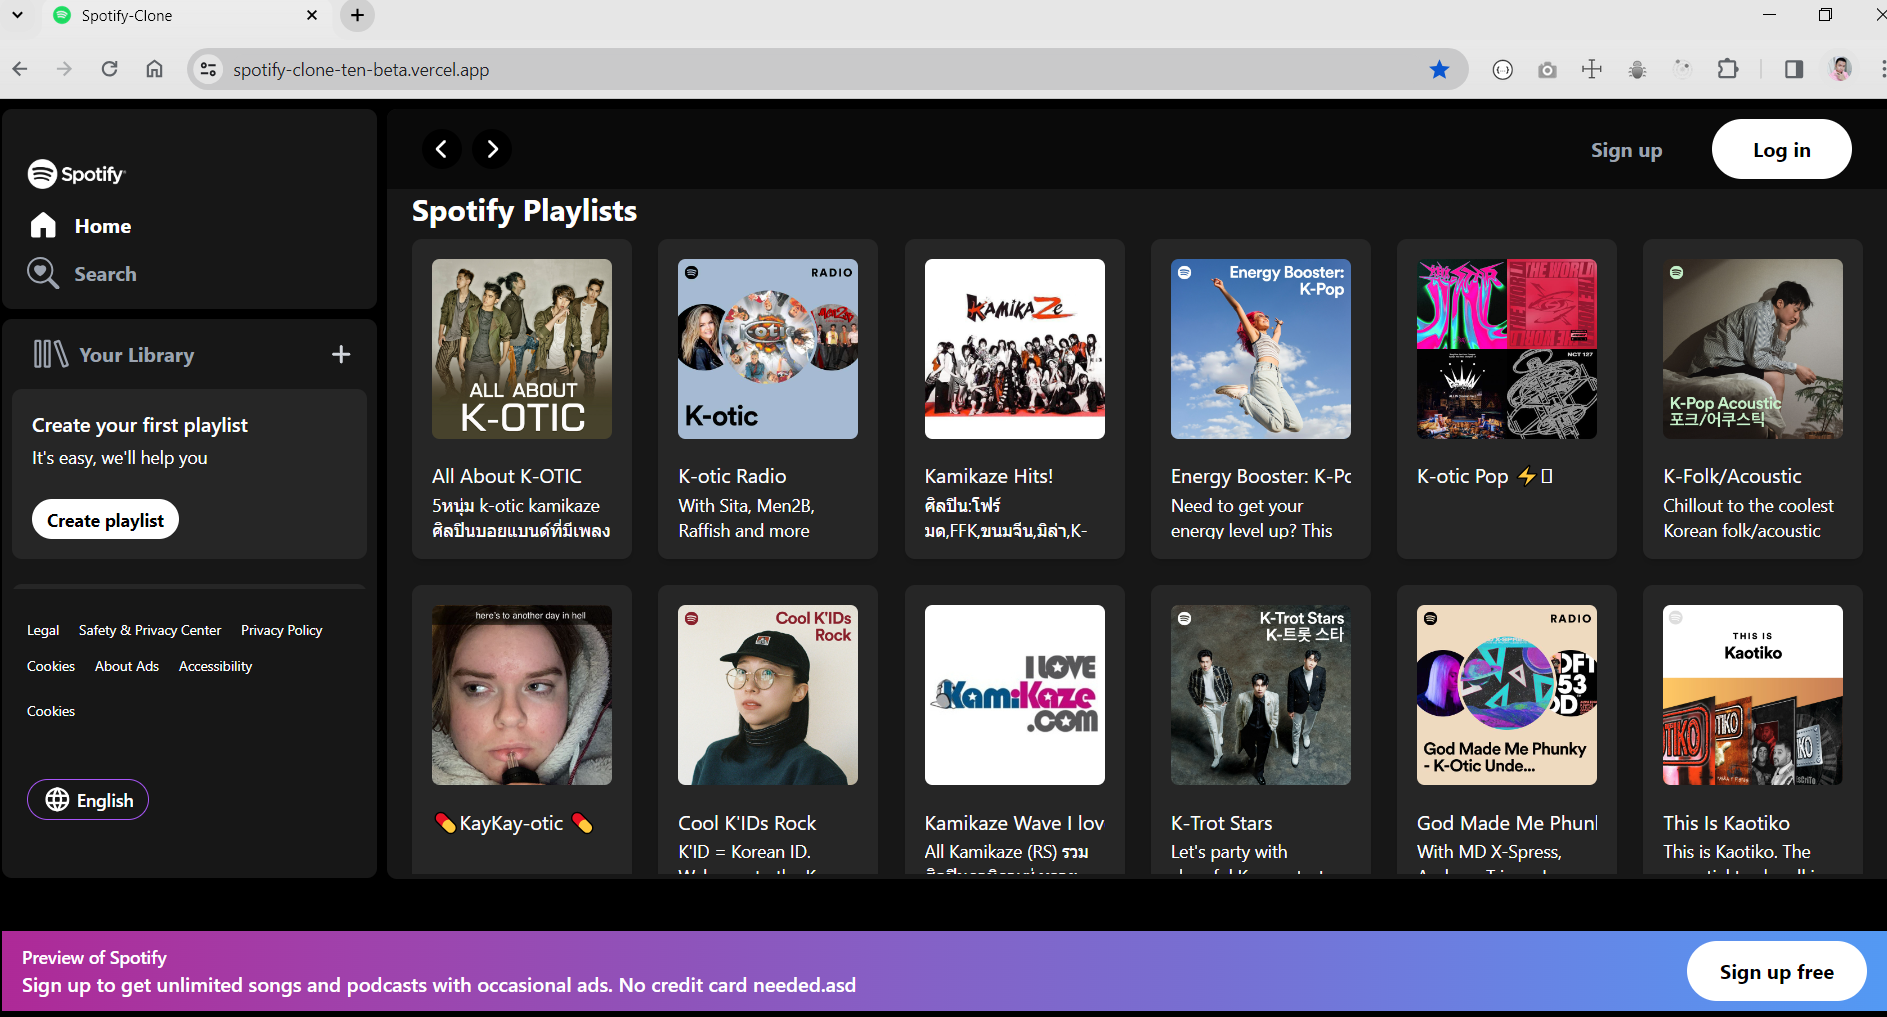 Spotify-Clone
spotify-clone-ten-beta.vercel.app
Spotify
Home
Search
Your Library
Create your first playlist
It's easy, we'll help you
Create playlist
Legal Safety & Privacy Center Privacy Policy
Cookies About Ads Accessibility
Cookies
English
Sign up Log in
Spotify Playlists
ALL ABOUT
K-OTIC
All About K-OTIC
5หนุ่ม k-otic kamikaze
ศิลปินบอยแบนด์ที่มีเพลง
RADIO
K-otic
K-otic Radio
With Sita, Men2B,
Raffish and more
KAMIKAZe
Kamikaze Hits!
ศิลปิน:โฟร์
มด,FFK,ขนมจีน,มิล่า,K-
Energy Booster:
K-Pop
Energy Booster: K-Po
Need to get your
energy level up? This
THE WORLD
NCT 127
K-otic Pop ⚡
K-Pop Acoustic
포크/어쿠스틱
K-Folk/Acoustic
Chillout to the coolest
Korean folk/acoustic
here's to another day in hell
💊KayKay-otic 💊
Cool K'IDs
Rock
Cool K'IDs Rock
K'ID = Korean ID.
I LOVE
KamiKaze
.com
Kamikaze Wave I lov
All Kamikaze (RS) รวม
K-Trot Stars
K-트롯 스타
K-Trot Stars
Let's party with
RADIO
God Made Me Phunky
- K-Otic Unde...
God Made Me Phunl
With MD X-Spress,
THIS IS
Kaotiko
This Is Kaotiko
This is Kaotiko. The
Preview of Spotify
Sign up to get unlimited songs and podcasts with occasional ads. No credit card needed.asd
Sign up free